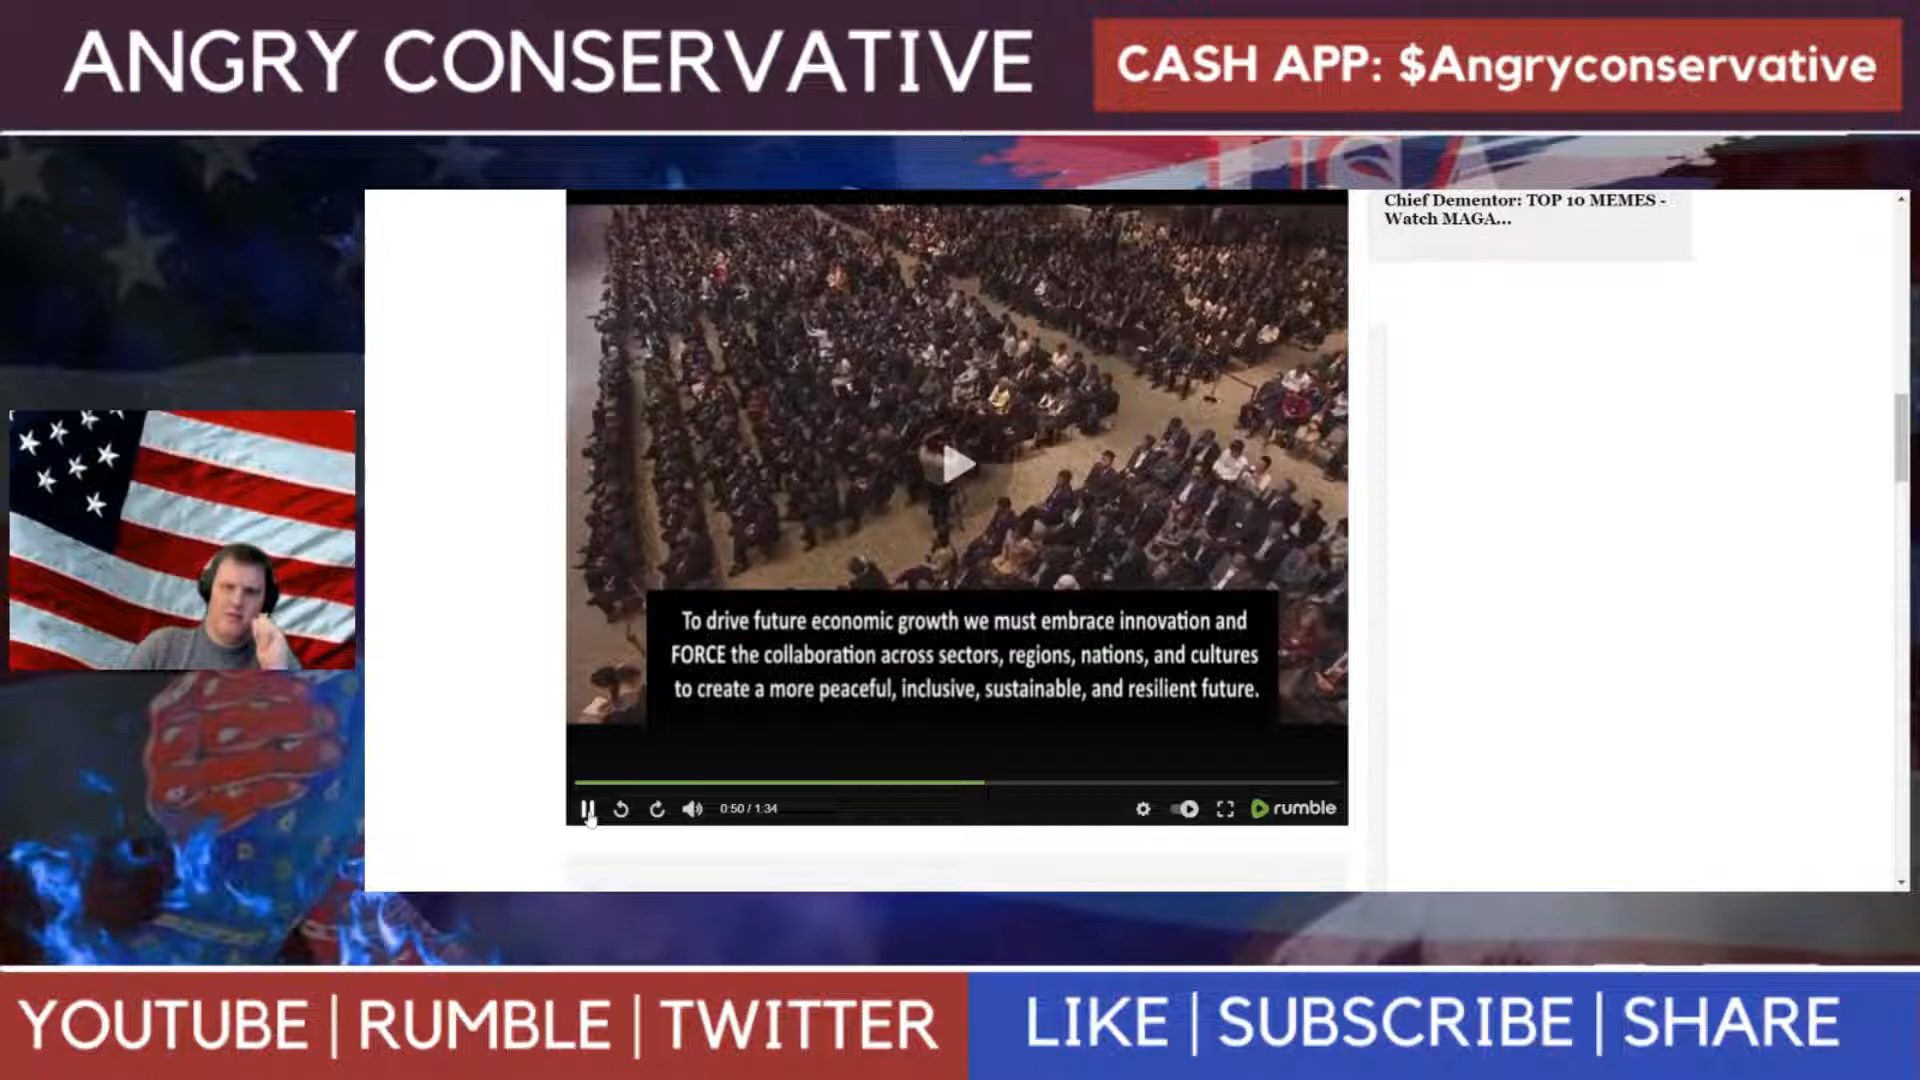 ANGRY CONSERVATIVE
CASH APP: $Angryconservative
USA
Chief Dementor: TOP 10 MEMES -
Watch MAGA...
To drive future economic growth we must embrace innovation and
FORCE the collaboration across sectors, regions, nations, and cultures
to create a more peaceful, inclusive, sustainable, and resilient future.
0:50 / 1:34
rumble
YOUTUBE | RUMBLE | TWITTER
LIKE | SUBSCRIBE | SHARE